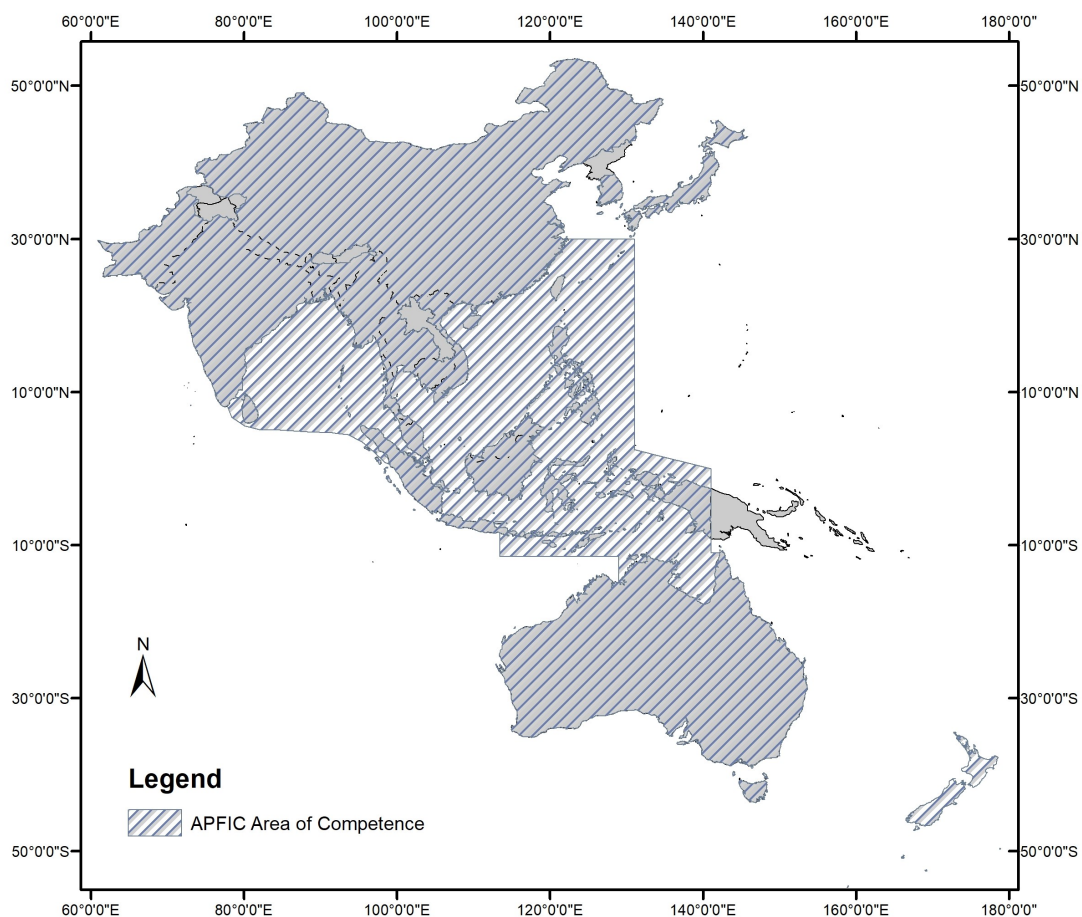 60°0'0"E 80°0'0"E 100°0'0"E 120°0'0"E 140°0'0"E 160°0'0"E 180°0'0"
50°0'0"N 50°0'0"N
30°0'0"N 30°0'0"N
10°0'0"N 10°0'0"N
10°0'0"S 10°0'0"S
N
30°0'0"S 30°0'0"S
Legend
APFIC Area of Competence
50°0'0"S 50°0'0"S
60°0'0"E 80°0'0"E 100°0'0"E 120°0'0"E 140°0'0"E 160°0'0"E 180°0'0"